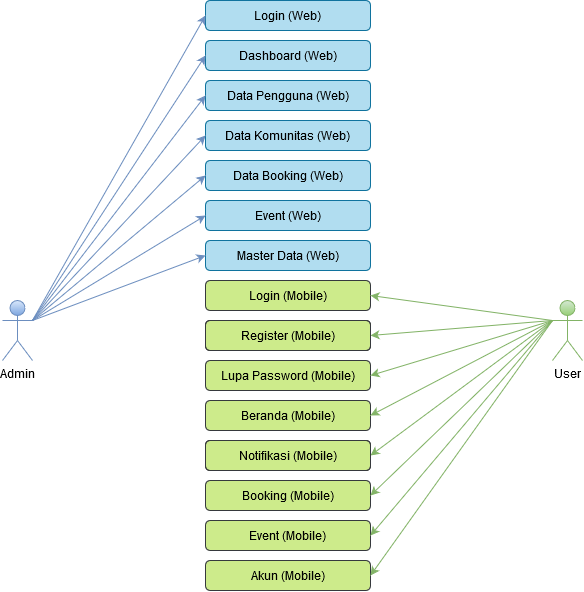 Login (Web)
Dashboard (Web)
Data Pengguna (Web)
Data Komunitas (Web)
Data Booking (Web)
Event (Web)
Master Data (Web)
Login (Mobile)
Register (Mobile)
Lupa Password (Mobile)
Beranda (Mobile)
Notifikasi (Mobile)
Booking (Mobile)
Event (Mobile)
Akun (Mobile)
Admin
User